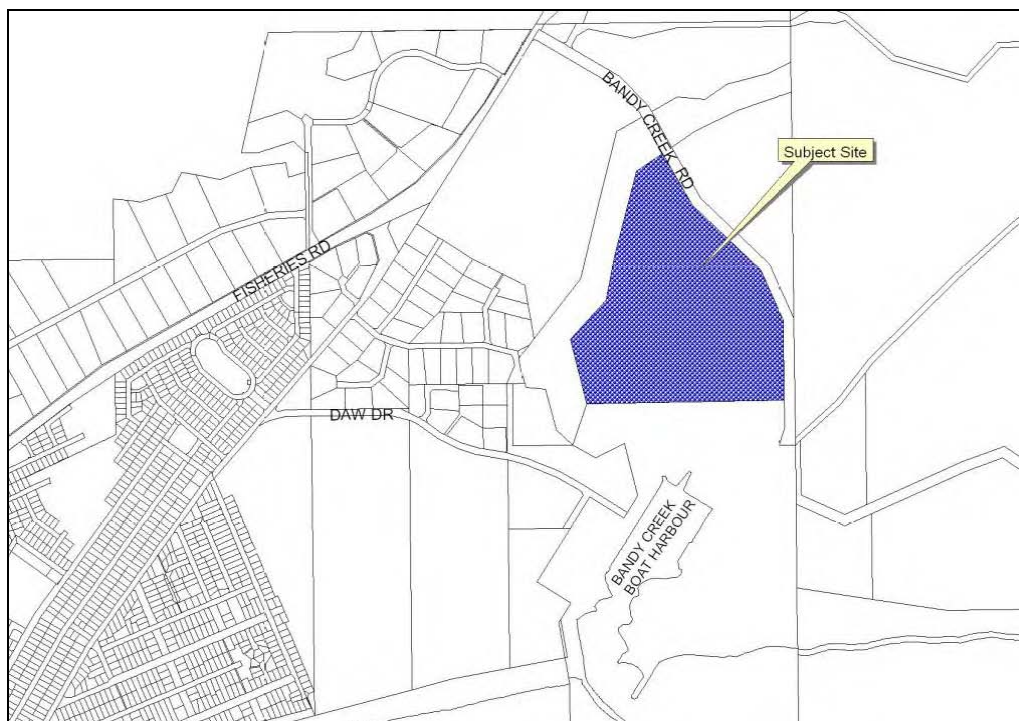 BANDY CREEK RD
Subject Site
FISHERIES RD
DAW DR
BANDY CREEK
BOAT HARBOUR